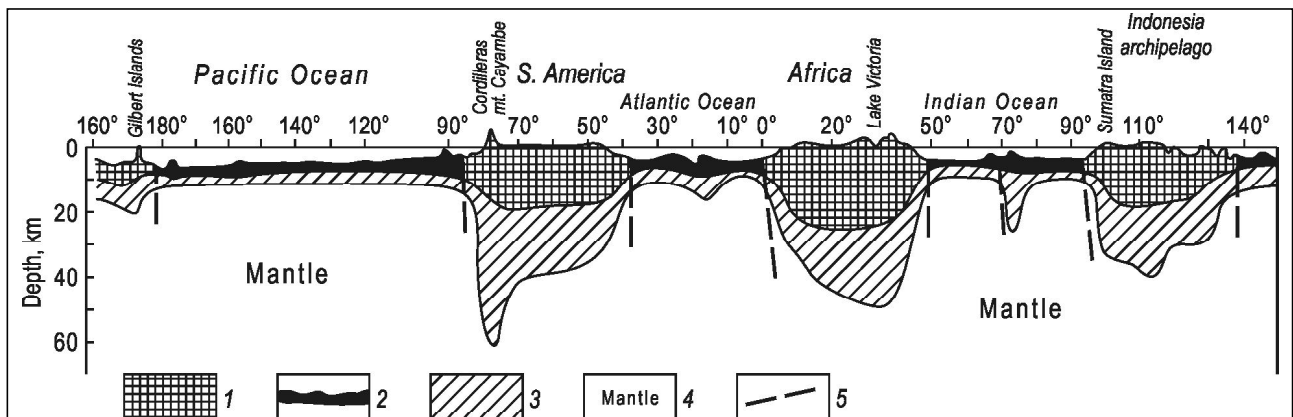 Gilbert Islands
Pacific Ocean
Cordilleras
mt. Cayambe
S. America
Atlantic Ocean
Africa
Lake Victoria
Indian Ocean
Sumatra Island
Indonesia
archipelago
160° 180° 160° 140° 120° 90° 70° 50° 30° 10° 0° 20° 50° 70° 90° 110° 140°
0
20
40
60
Depth, km
Mantle
Mantle
1 2 3 Mantle 4 5